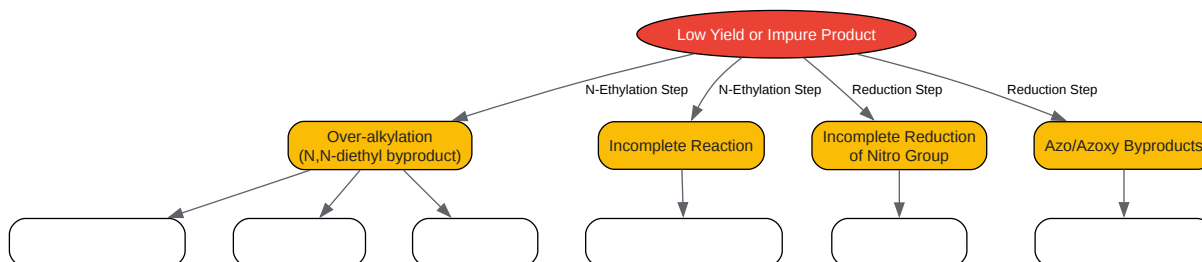 Low Yield or Impure Product
N-Ethylation Step
N-Ethylation Step
Reduction Step
Reduction Step
Over-alkylation
(N,N-diethyl byproduct)
Incomplete Reaction
Incomplete Reduction
of Nitro Group
Azo/Azoxy Byproducts